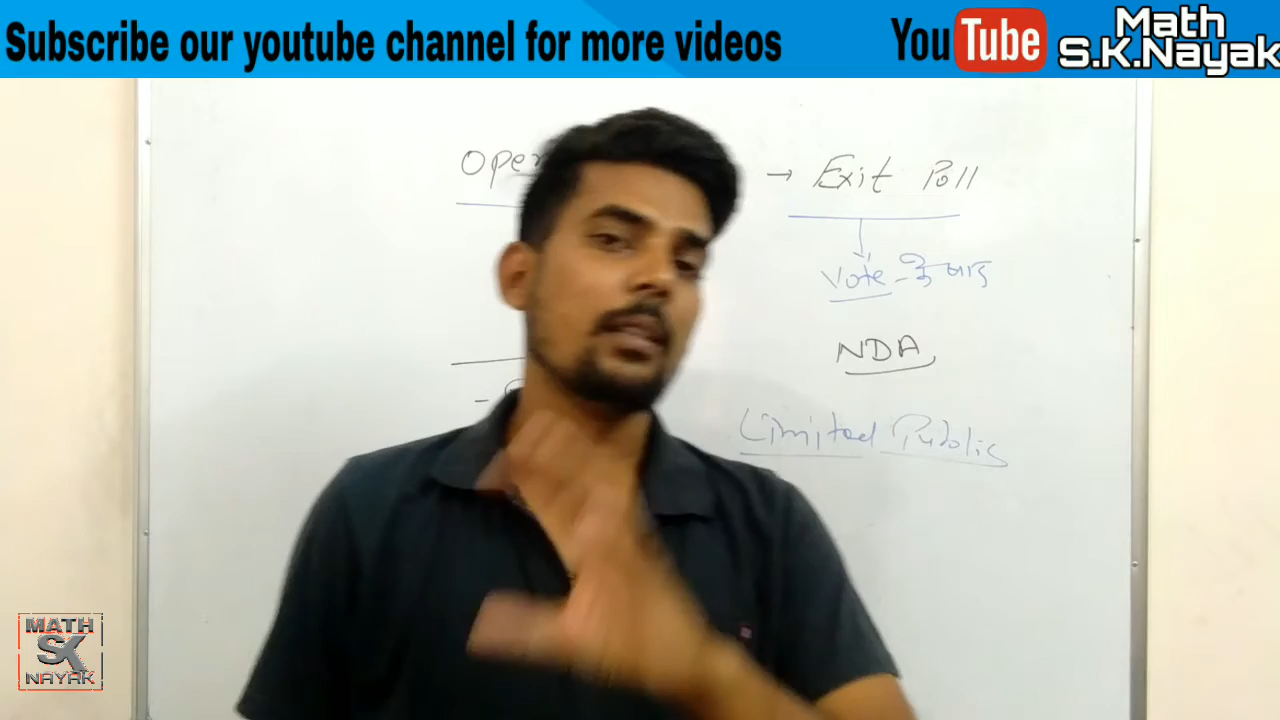 Subscribe our youtube channel for more videos
YouTube
Math
S.K.Nayak
Oper
→ Exit Poll
Vote -
NDA
Limited Public
MATH
SK
NAYAK